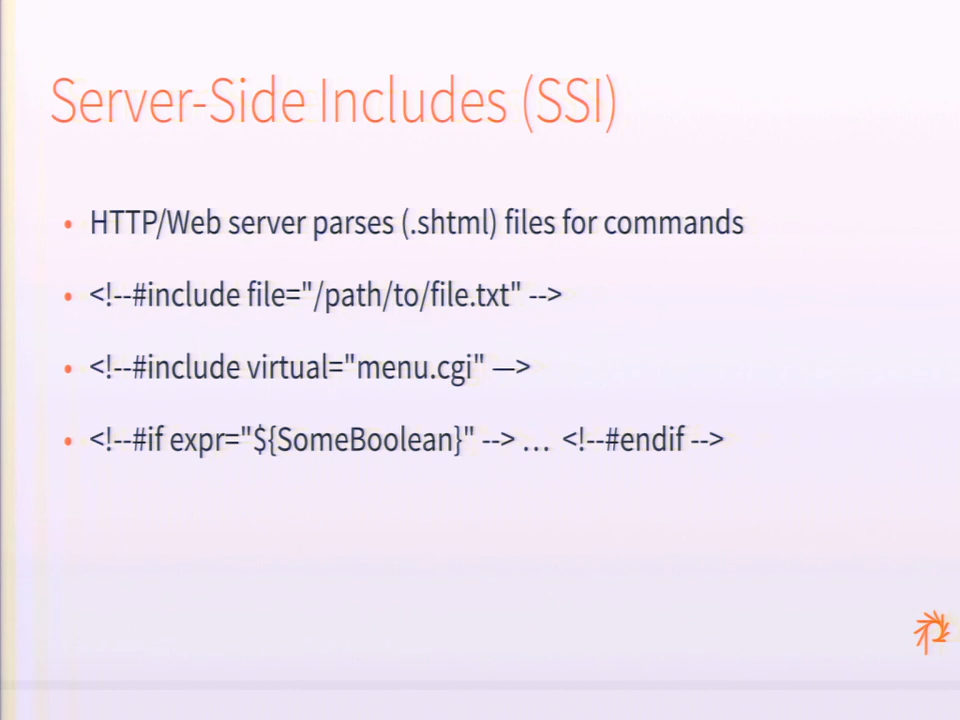 Server-Side Includes (SSI)
• HTTP/Web server parses (.shtml) files for commands
• <!--#include file="/path/to/file.txt" -->
• <!--#include virtual="menu.cgi" —>
• <!--#if expr="${SomeBoolean}" --> … <!--#endif -->